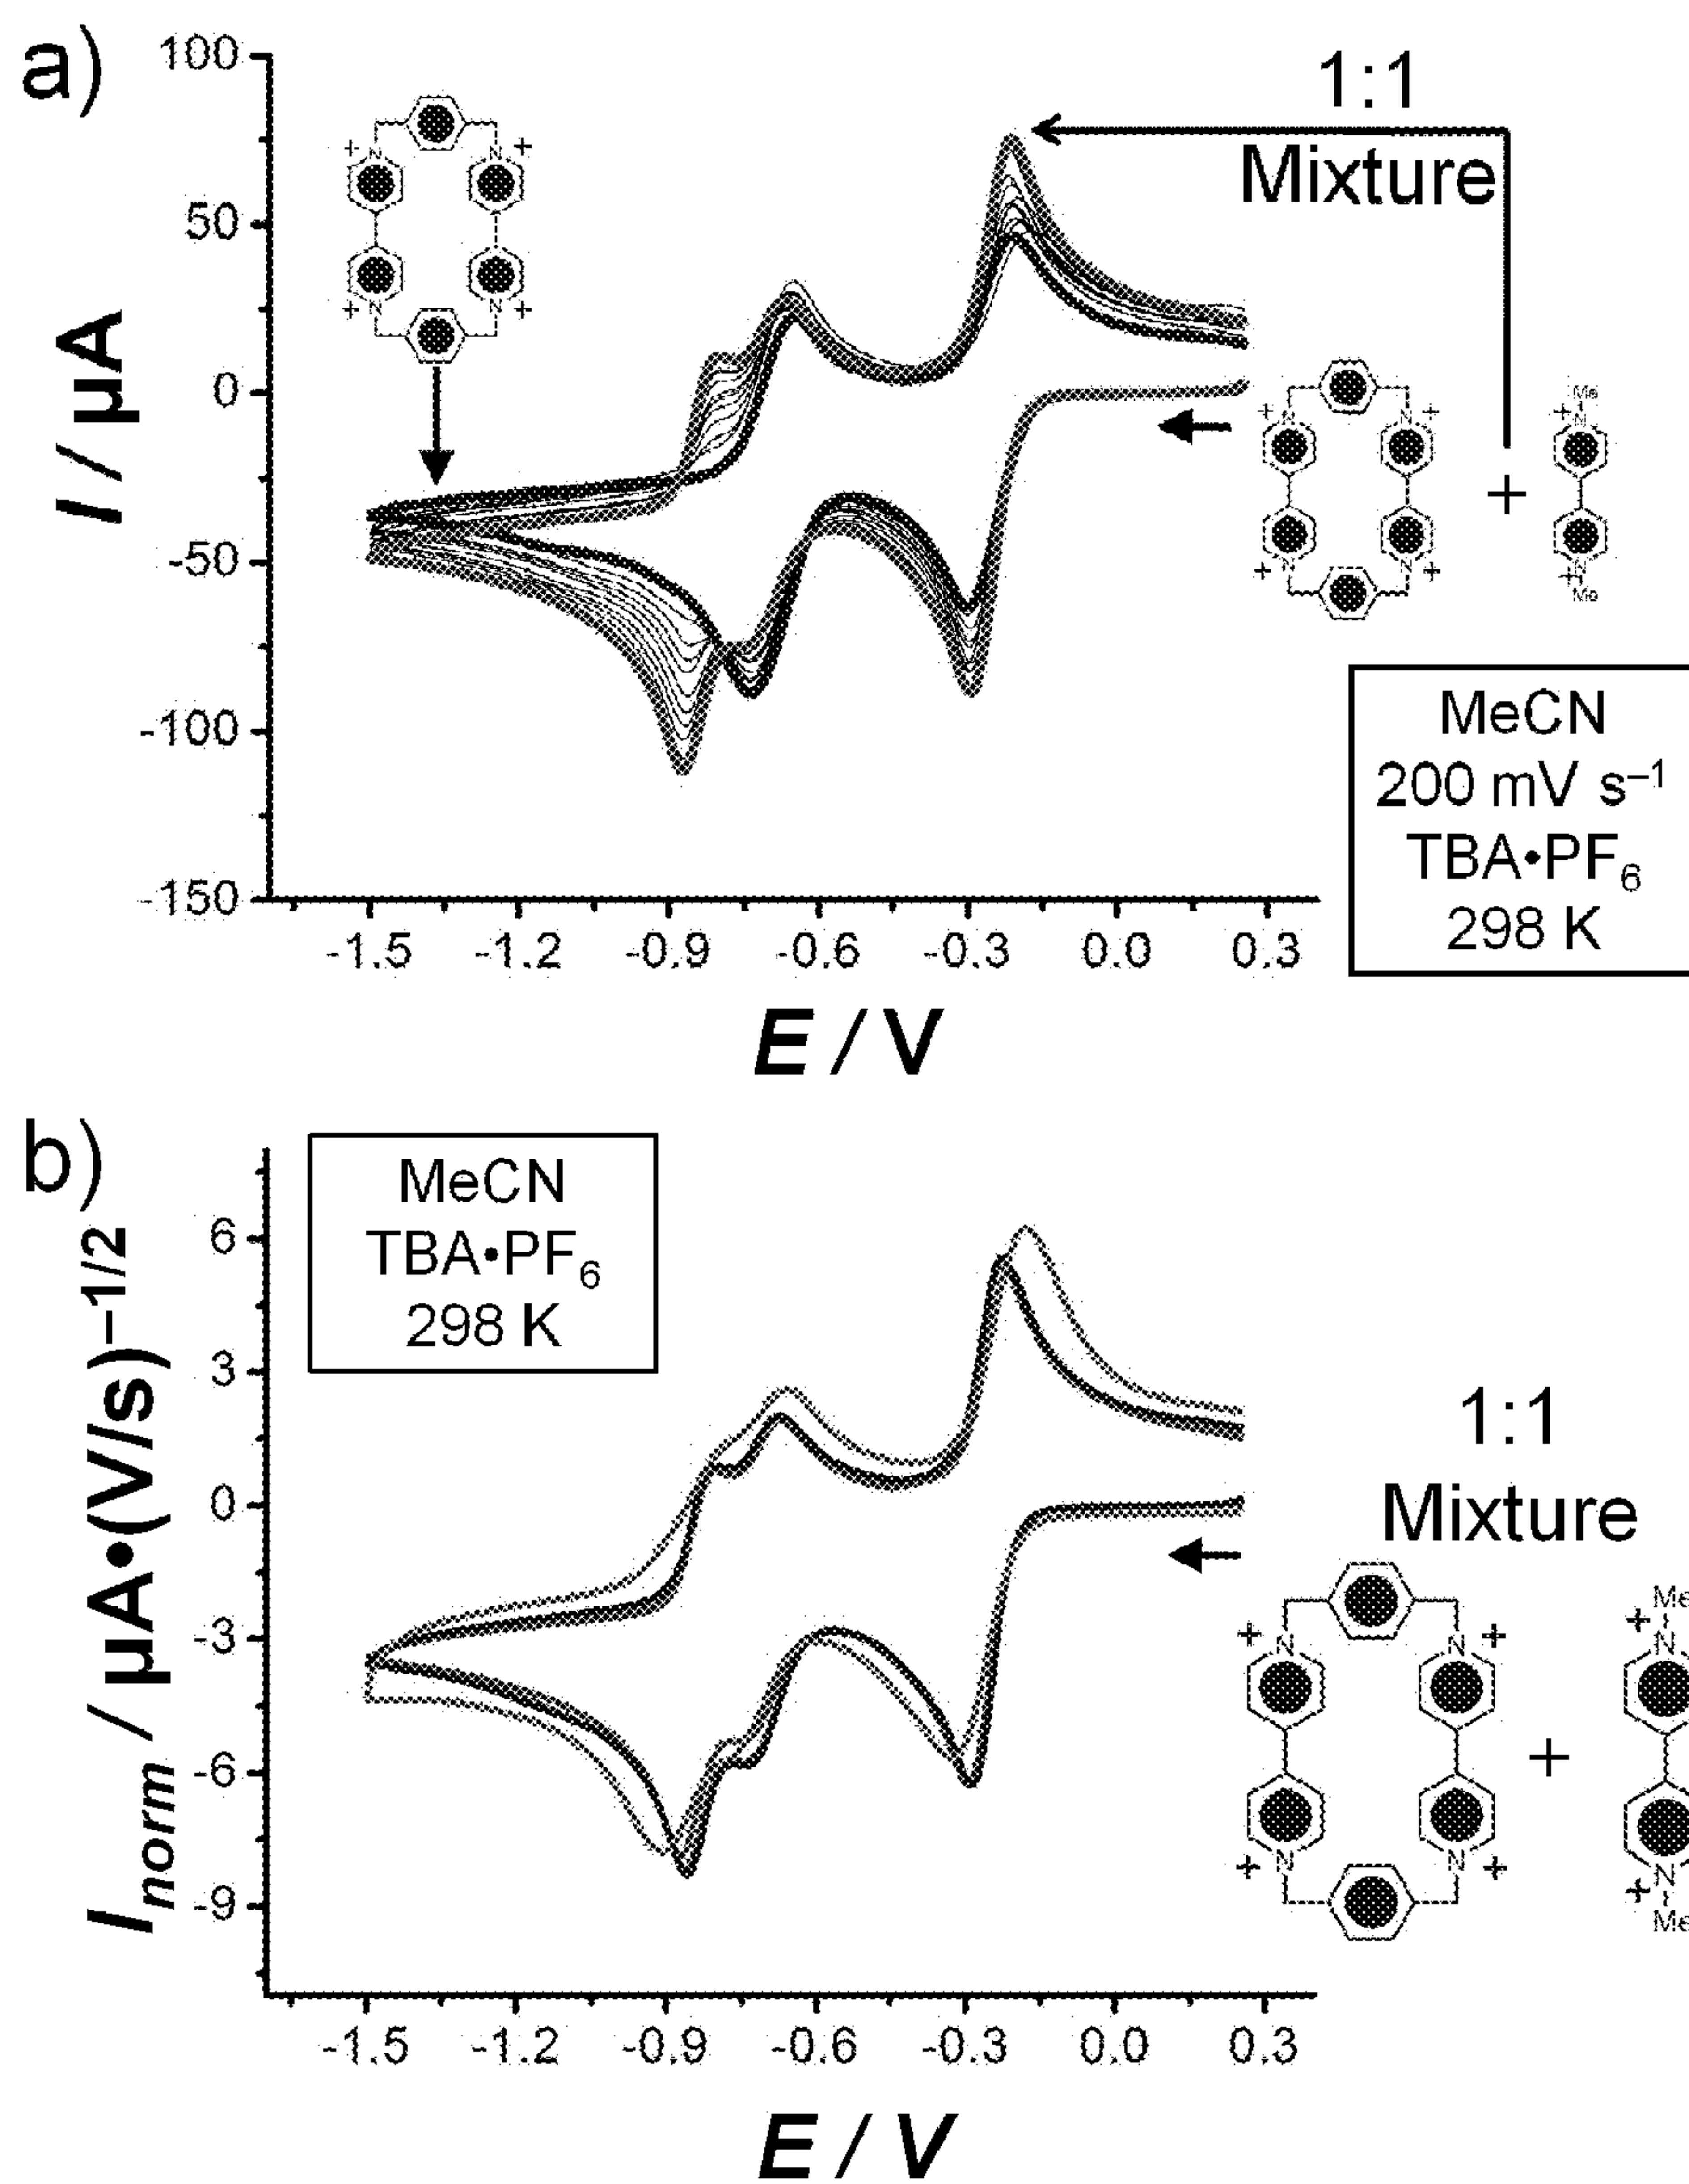 a)
100
50
0
-50
-100
-150
I / µA
-1.5 -1.2 -0.9 -0.6 -0.3 0.0 0.3
E / V
1:1
Mixture
+ N N +
+ N N +
+ N N +
+ N N +
+
Me
+ N
+ N
Me
MeCN
200 mV s⁻¹
TBA•PF₆
298 K
b)
MeCN
TBA•PF₆
298 K
6
3
0
-3
-6
-9
Inorm / µA•(V/s)⁻¹/²
-1.5 -1.2 -0.9 -0.6 -0.3 0.0 0.3
E / V
1:1
Mixture
+ N N +
+ N N +
+
Me
+ N
+ N
Me